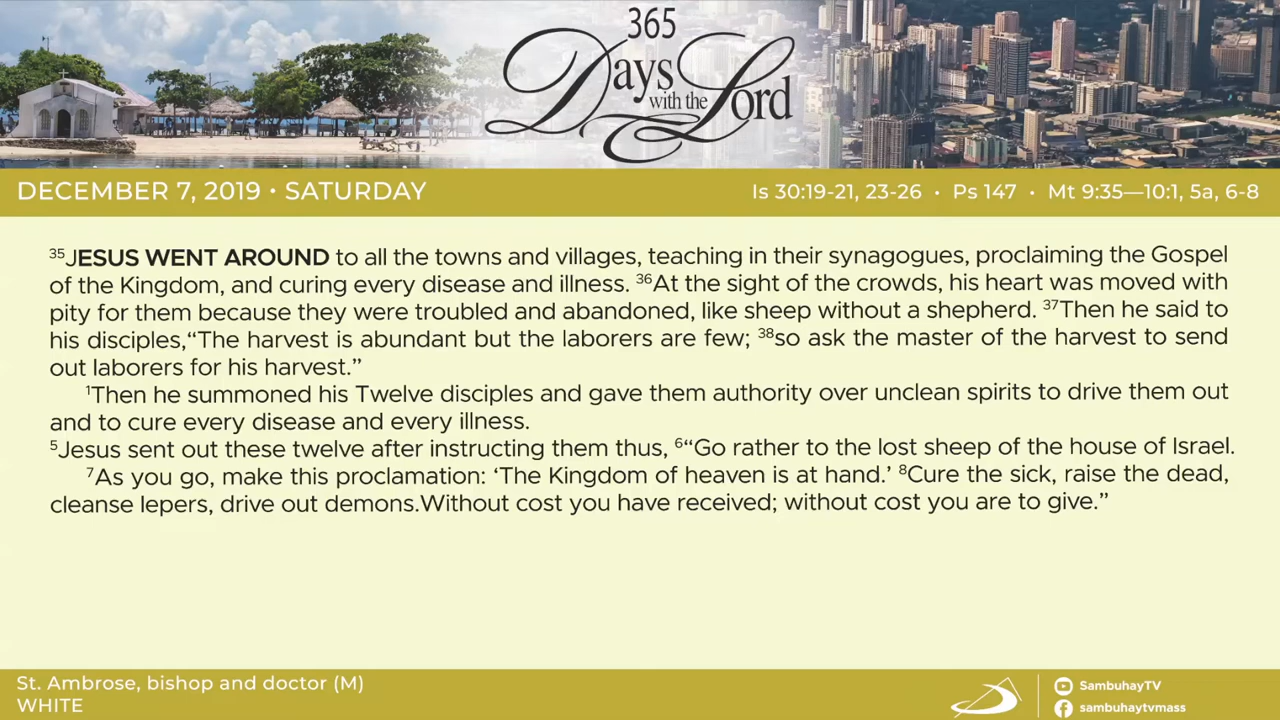 365
Days
with the
Lord
DECEMBER 7, 2019 • SATURDAY
Is 30:19-21, 23-26 • Ps 147 • Mt 9:35—10:1, 5a, 6-8
³⁵JESUS WENT AROUND to all the towns and villages, teaching in their synagogues, proclaiming the Gospel
of the Kingdom, and curing every disease and illness. ³⁶At the sight of the crowds, his heart was moved with
pity for them because they were troubled and abandoned, like sheep without a shepherd. ³⁷Then he said to
his disciples,“The harvest is abundant but the laborers are few; ³⁸so ask the master of the harvest to send
out laborers for his harvest.”
¹Then he summoned his Twelve disciples and gave them authority over unclean spirits to drive them out
and to cure every disease and every illness.
⁵Jesus sent out these twelve after instructing them thus, ⁶“Go rather to the lost sheep of the house of Israel.
⁷As you go, make this proclamation: ‘The Kingdom of heaven is at hand.’ ⁸Cure the sick, raise the dead,
cleanse lepers, drive out demons.Without cost you have received; without cost you are to give.”
St. Ambrose, bishop and doctor (M)
WHITE
SambuhayTV
sambuhaytvmass